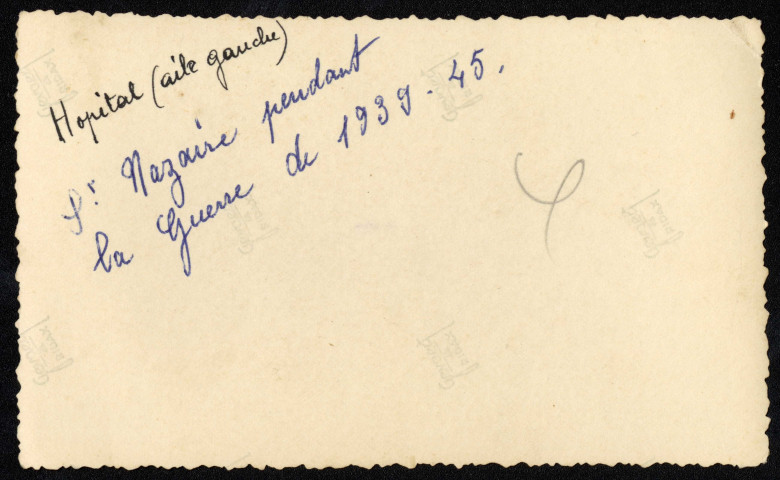 Hopital (aile gauche)
St Nazaire pendant
la Guerre de 1939-45.